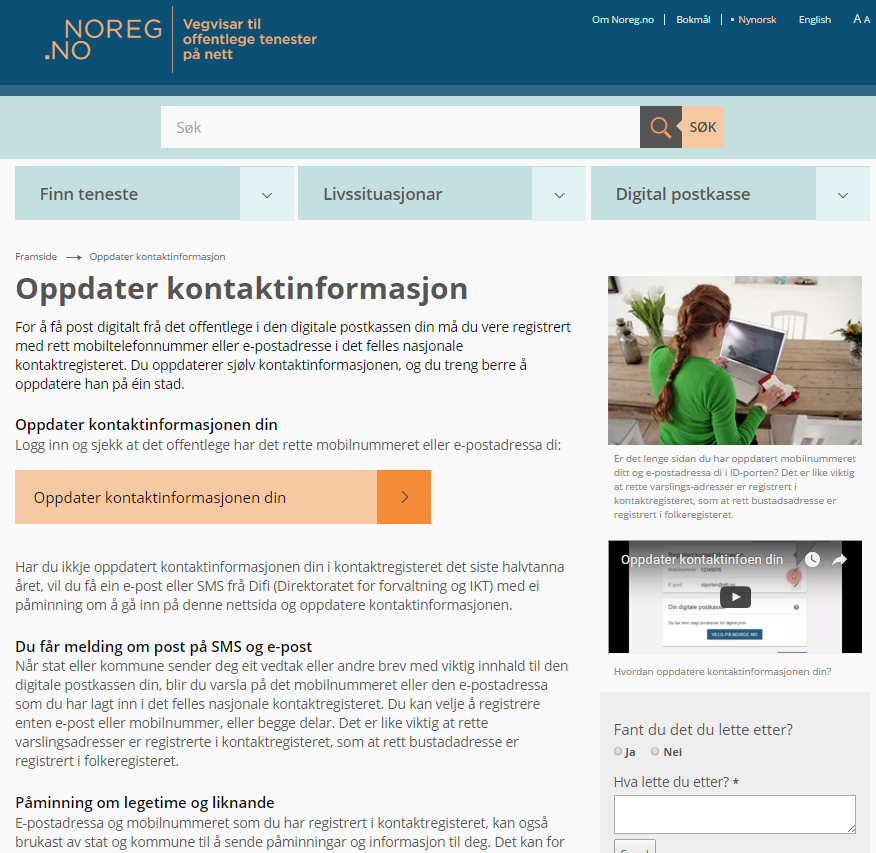 NOREG
.NO
Vegvisar til
offentlege tenester
på nett
Om Noreg.no | Bokmål | Nynorsk English A A
Søk
SØK
Finn teneste
Livssituasjonar
Digital postkasse
Framside → Oppdater kontaktinformasjon
Oppdater kontaktinformasjon
For å få post digitalt frå det offentlege i den digitale postkassen din må du vere registrert
med rett mobiltelefonnummer eller e-postadresse i det felles nasjonale
kontaktregisteret. Du oppdaterer sjølv kontaktinformasjonen, og du treng berre å
oppdatere han på éin stad.
Oppdater kontaktinformasjonen din
Logg inn og sjekk at det offentlege har det rette mobilnummeret eller e-postadressa di:
Oppdater kontaktinformasjonen din
Har du ikkje oppdatert kontaktinformasjonen din i kontaktregisteret det siste halvtanna
året, vil du få ein e-post eller SMS frå Difi (Direktoratet for forvaltning og IKT) med ei
påminning om å gå inn på denne nettsida og oppdatere kontaktinformasjonen.
Du får melding om post på SMS og e-post
Når stat eller kommune sender deg eit vedtak eller andre brev med viktig innhald til den
digitale postkassen din, blir du varsla på det mobilnummeret eller den e-postadressa
som du har lagt inn i det felles nasjonale kontaktregisteret. Du kan velje å registrere
enten e-post eller mobilnummer, eller begge delar. Det er like viktig at rette
varslingsadresser er registrerte i kontaktregisteret, som at rett bustadadresse er
registrert i folkeregisteret.
Påminning om legetime og liknande
E-postadressa og mobilnummeret som du har registrert i kontaktregisteret, kan også
brukast av stat og kommune til å sende påminningar og informasjon til deg. Det kan for
Er det lenge sidan du har oppdatert mobilnummeret
ditt og e-postadressa di i ID-porten? Det er like viktig
at rette varslings-adresser er registrert i
kontaktregisteret, som at rett bustadsadresse er
registrert i folkeregisteret.
Oppdater kontaktinfoen din
Din digitale postkasse
VELG PÅ NORGE.NO
Hvordan oppdatere kontaktinformasjonen din?
Fant du det du lette etter?
Ja Nei
Hva lette du etter? *